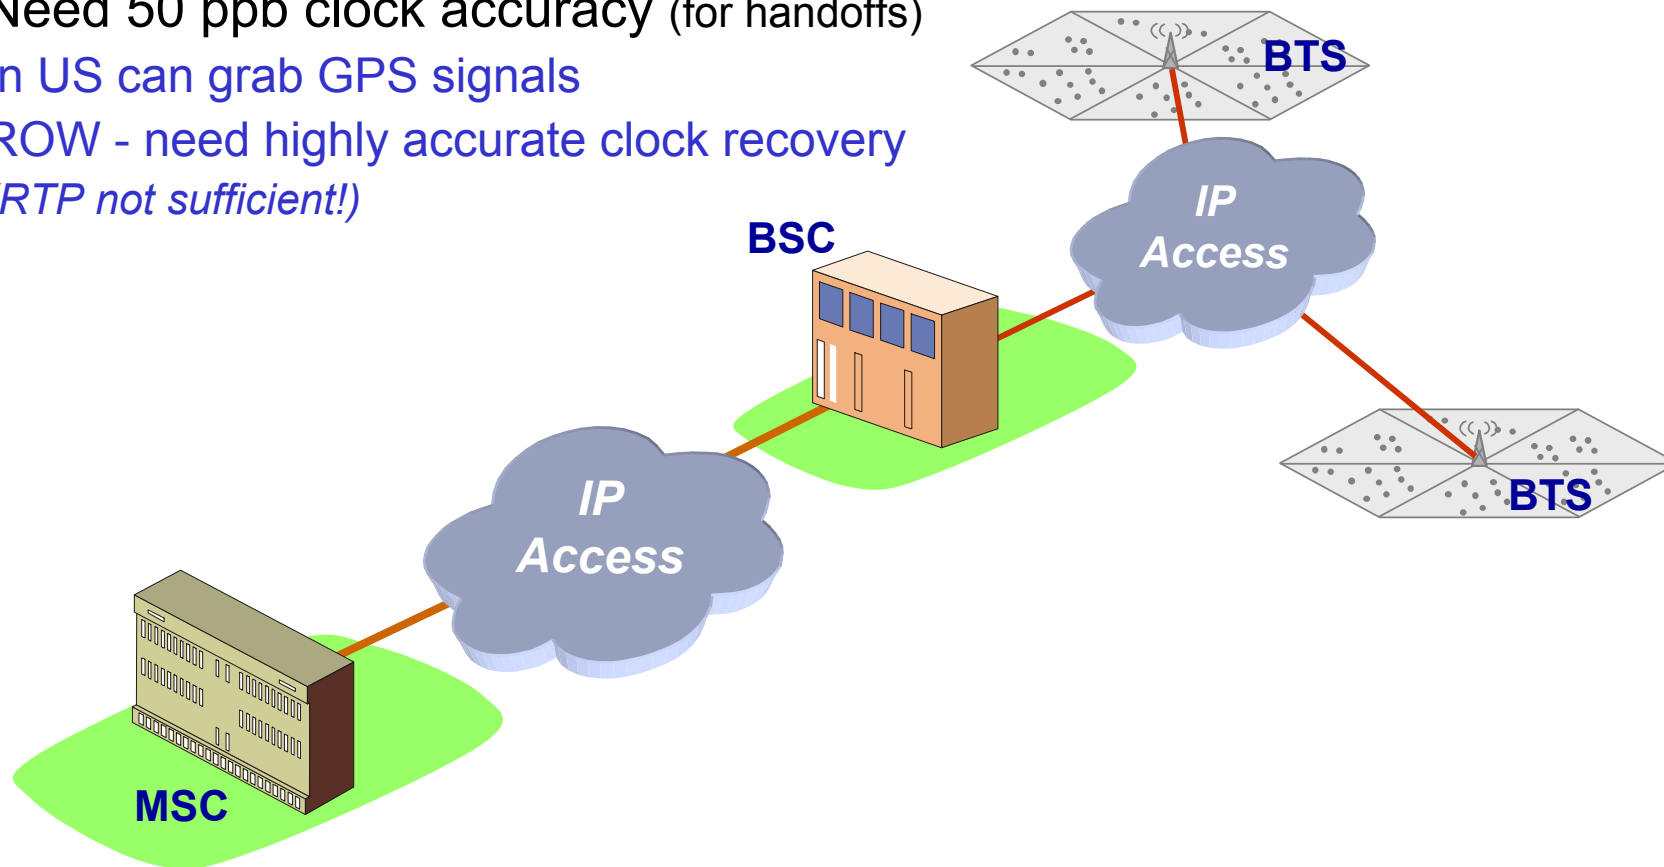 Need 50 ppb clock accuracy (for handoffs)
n US can grab GPS signals
ROW - need highly accurate clock recovery
(RTP not sufficient!)
BTS
IP
Access
BSC
BTS
IP
Access
MSC